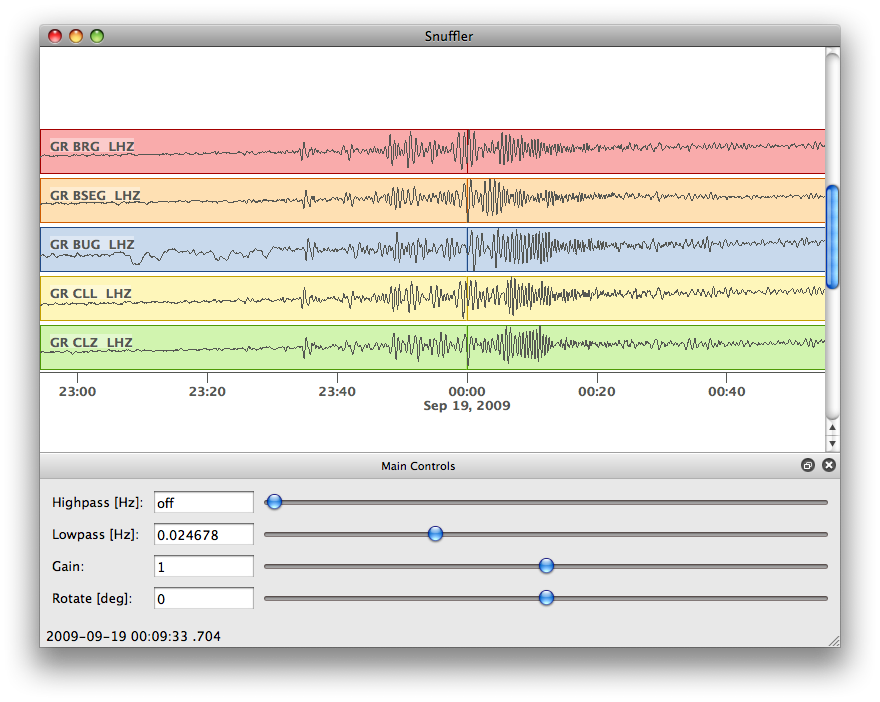 Snuffler
GR BRG LHZ
GR BSEG LHZ
GR BUG LHZ
GR CLL LHZ
GR CLZ LHZ
23:00 23:20 23:40 00:00 00:20 00:40
Sep 19, 2009
Main Controls
Highpass [Hz]: off
Lowpass [Hz]: 0.024678
Gain: 1
Rotate [deg]: 0
2009-09-19 00:09:33 .704